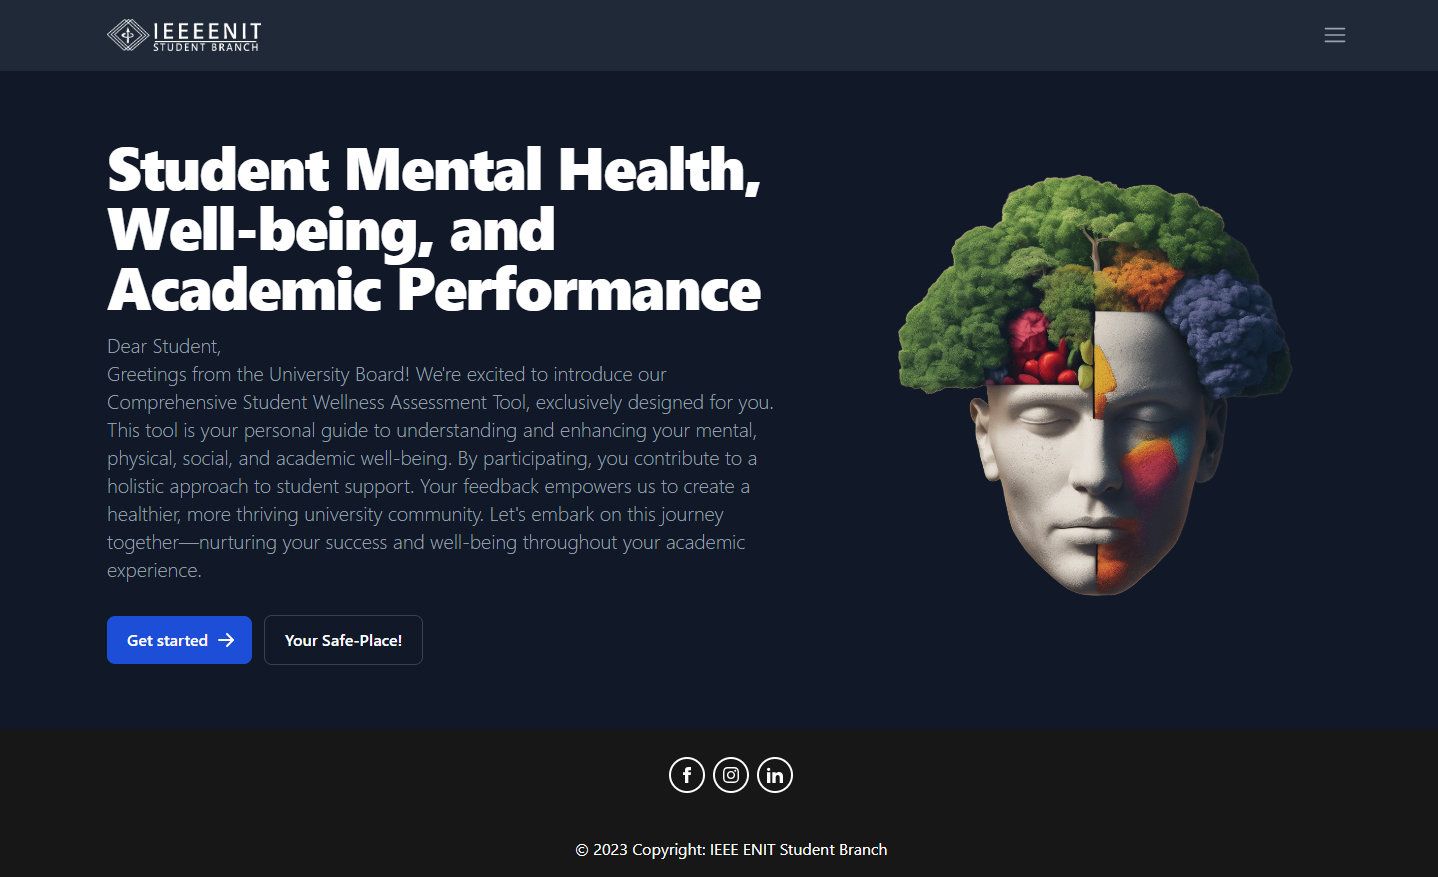 IEEEENIT
STUDENT BRANCH
Student Mental Health,
Well-being, and
Academic Performance
Dear Student,
Greetings from the University Board! We're excited to introduce our
Comprehensive Student Wellness Assessment Tool, exclusively designed for you.
This tool is your personal guide to understanding and enhancing your mental,
physical, social, and academic well-being. By participating, you contribute to a
holistic approach to student support. Your feedback empowers us to create a
healthier, more thriving university community. Let's embark on this journey
together—nurturing your success and well-being throughout your academic
experience.
Get started
Your Safe-Place!
© 2023 Copyright: IEEE ENIT Student Branch